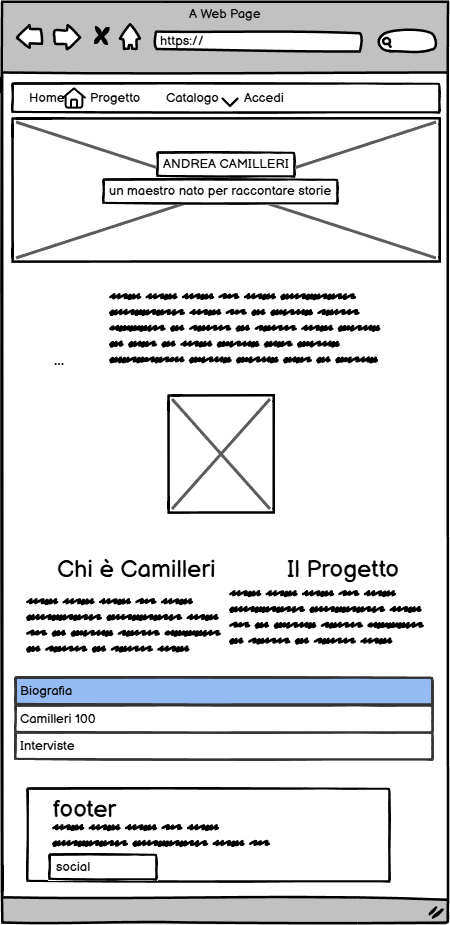 A Web Page
https://
Home Progetto Catalogo Accedi
ANDREA CAMILLERI
un maestro nato per raccontare storie
...
Chi è Camilleri
Il Progetto
Biografia
Camilleri 100
Interviste
footer
social